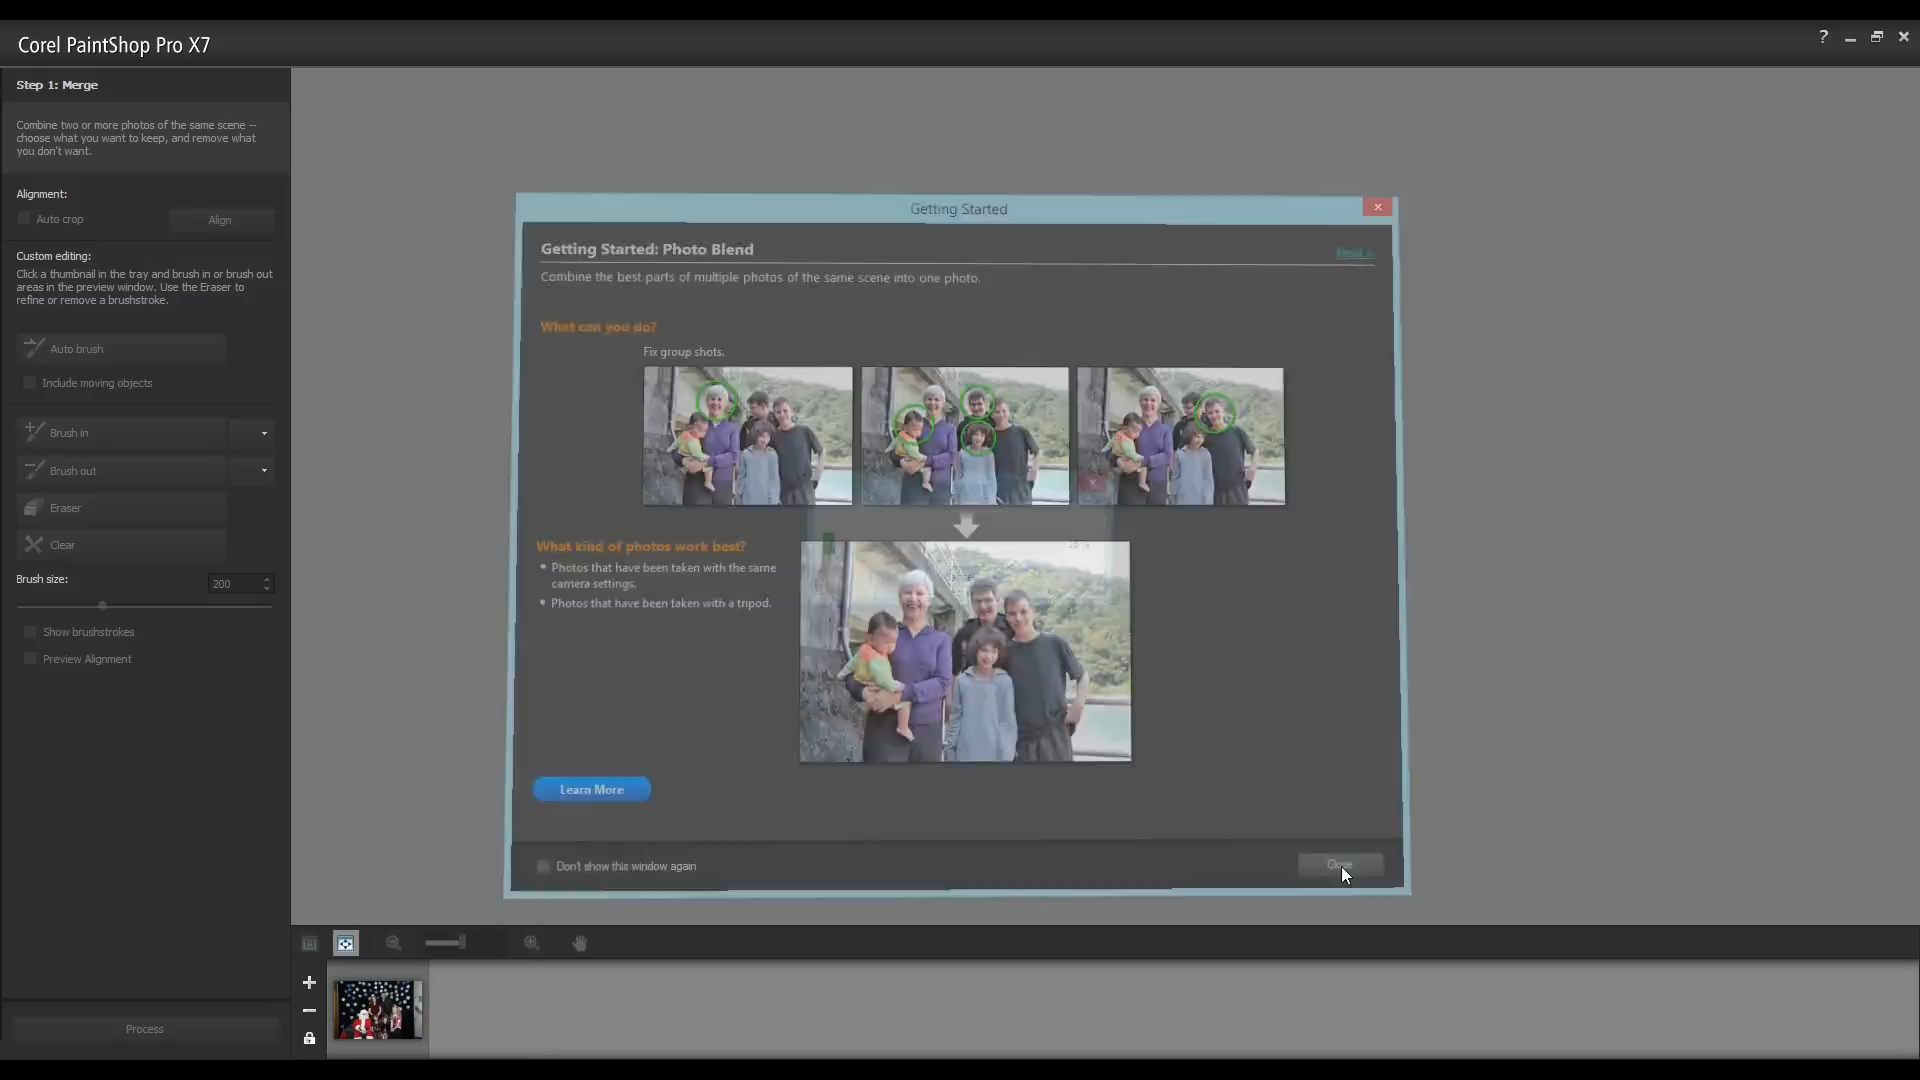 Corel PaintShop Pro X7
?
Step 1: Merge
Combine two or more photos of the same scene --
choose what you want to keep, and remove what
you don't want.
Alignment:
Auto crop
Align
Custom editing:
Click a thumbnail in the tray and brush in or brush out
areas in the preview window. Use the Eraser to
refine or remove a brushstroke.
Auto brush
Include moving objects
Brush in
Brush out
Eraser
Clear
Brush size:
200
Show brushstrokes
Preview Alignment
Process
Getting Started
Getting Started: Photo Blend
Combine the best parts of multiple photos of the same scene into one photo.
What can you do?
Fix group shots.
What kind of photos work best?
• Photos that have been taken with the same
camera settings.
• Photos that have been taken with a tripod.
Learn More
Don't show this window again
Close